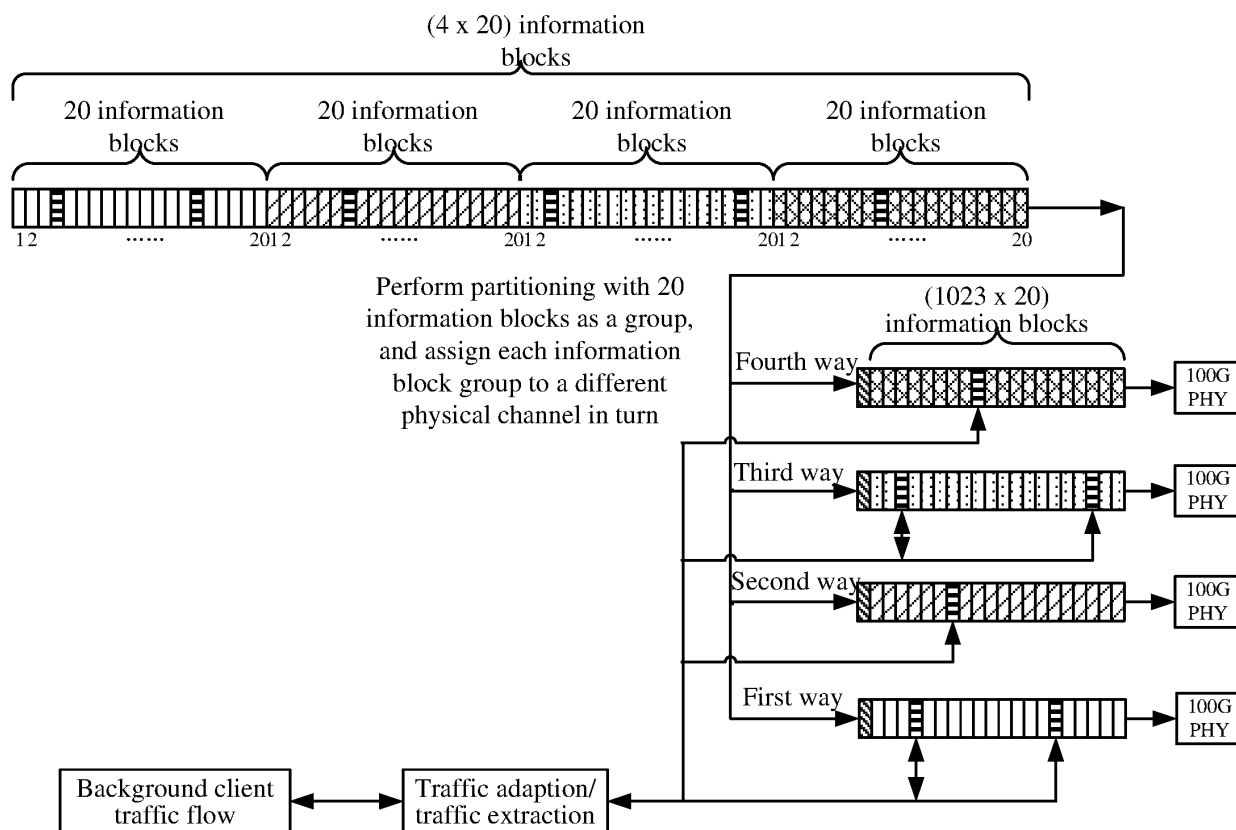 (4 x 20) information
blocks
20 information
blocks
20 information
blocks
20 information
blocks
20 information
blocks
1 2 ...... 20 1 2 ...... 20 1 2 ...... 20 1 2 ...... 20
Perform partitioning with 20
information blocks as a group,
and assign each information
block group to a different
physical channel in turn
(1023 x 20)
information blocks
Fourth way
100G
PHY
Third way
100G
PHY
Second way
100G
PHY
First way
100G
PHY
Background client
traffic flow
Traffic adaption/
traffic extraction